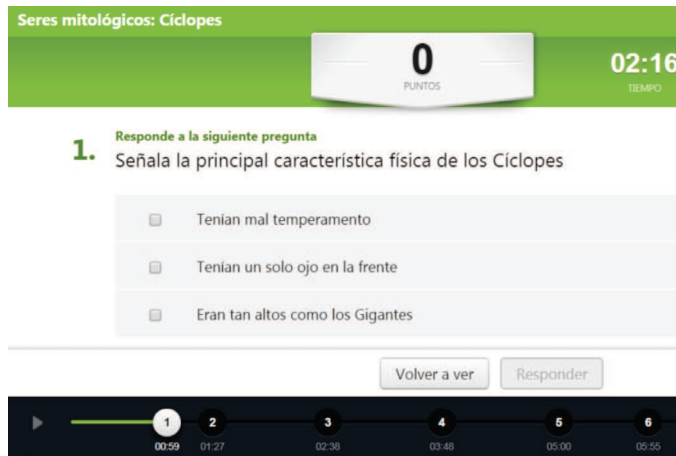 Seres mitológicos: Cíclopes
0
PUNTOS
02:16
TIEMPO
1.
Responde a la siguiente pregunta
Señala la principal característica física de los Cíclopes
Tenían mal temperamento
Tenían un solo ojo en la frente
Eran tan altos como los Gigantes
Volver a ver
Responder
1 2 3 4 5 6
00:59 01:27 02:38 03:48 05:00 05:55